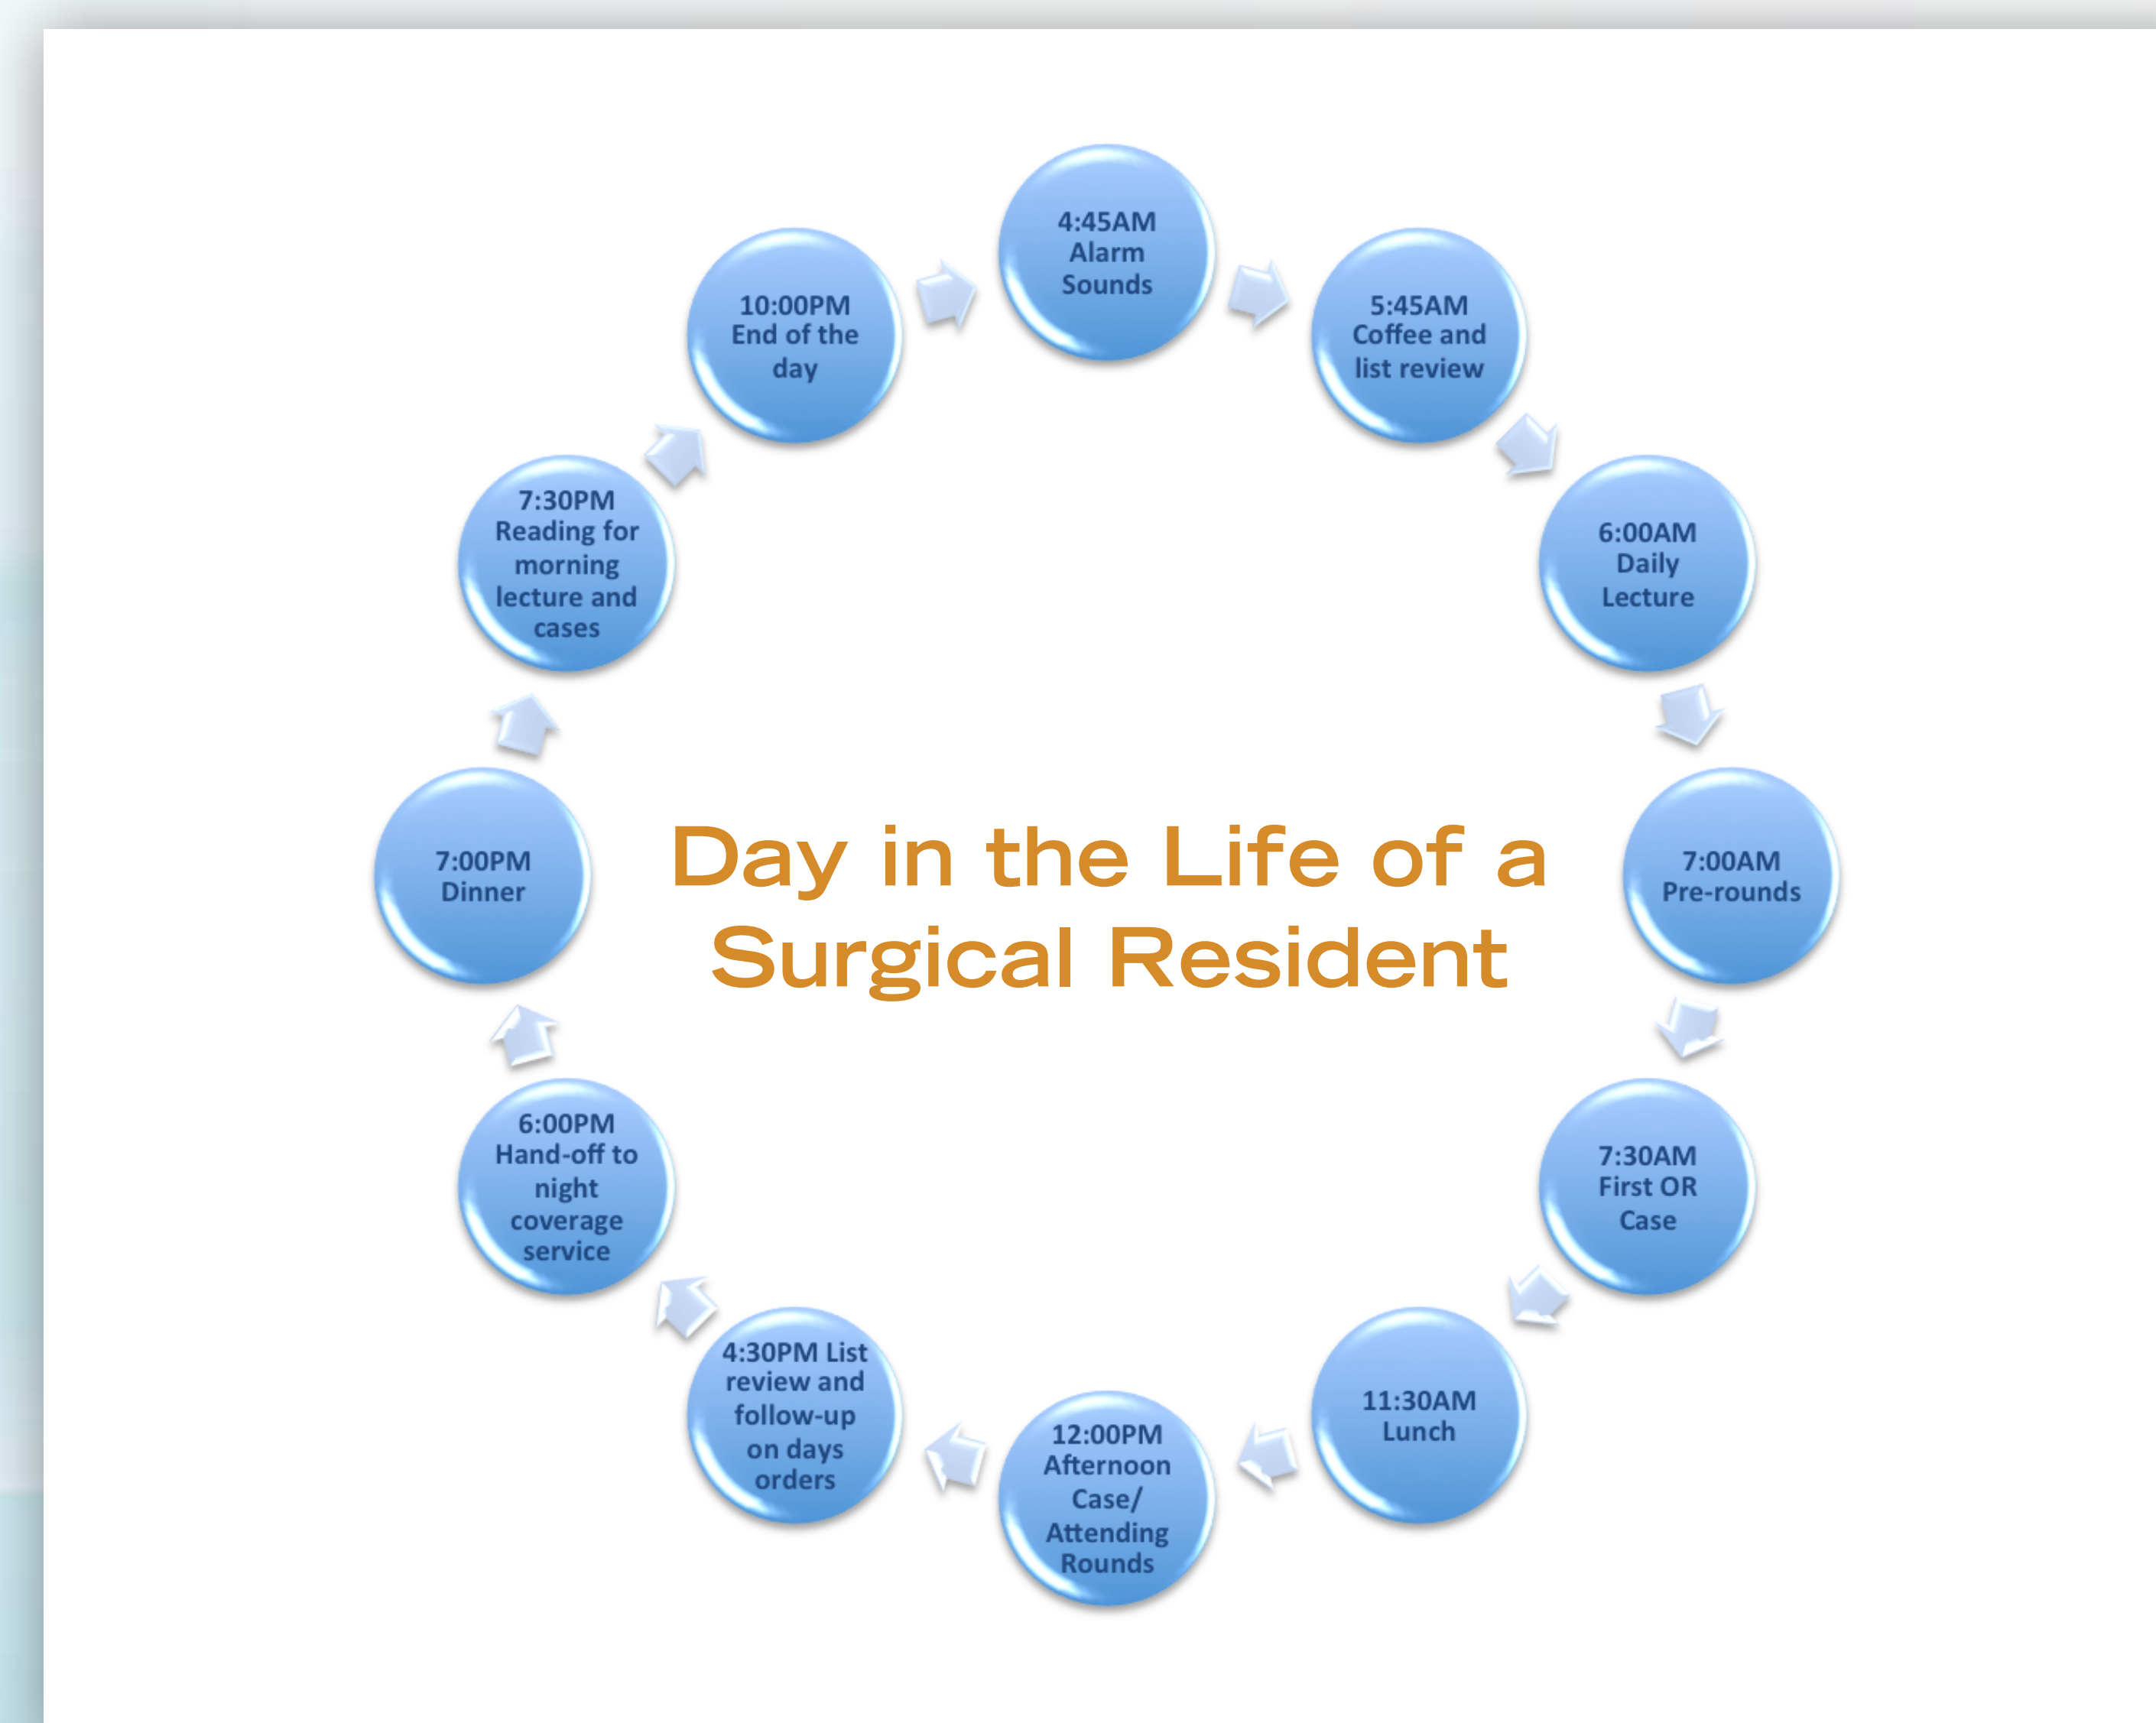 4:45AM
Alarm
Sounds
5:45AM
Coffee and
list review
6:00AM
Daily
Lecture
7:00AM
Pre-rounds
7:30AM
First OR
Case
11:30AM
Lunch
12:00PM
Afternoon
Case/
Attending
Rounds
4:30PM List
review and
follow-up
on days
orders
6:00PM
Hand-off to
night
coverage
service
7:00PM
Dinner
7:30PM
Reading for
morning
lecture and
cases
10:00PM
End of the
day
Day in the Life of a
Surgical Resident